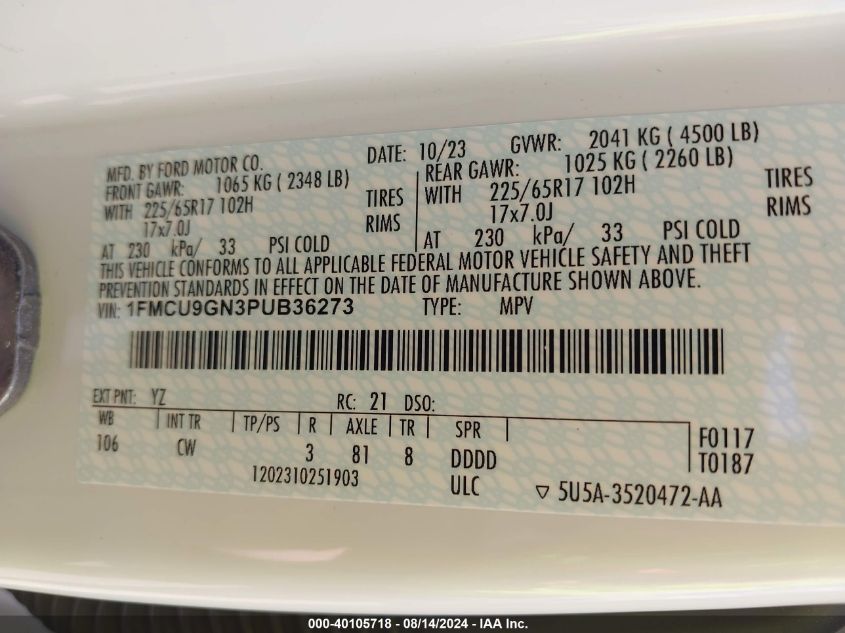 MFD. BY FORD MOTOR CO.
DATE: 10/23 GVWR: 2041 KG ( 4500 LB)
FRONT GAWR: 1065 KG ( 2348 LB)
REAR GAWR: 1025 KG ( 2260 LB)
WITH 225/65R17 102H TIRES
WITH 225/65R17 102H TIRES
17x7.0J RIMS
17x7.0J RIMS
AT 230 kPa/ 33 PSI COLD
AT 230 kPa/ 33 PSI COLD
THIS VEHICLE CONFORMS TO ALL APPLICABLE FEDERAL MOTOR VEHICLE SAFETY AND THEFT
PREVENTION STANDARDS IN EFFECT ON THE DATE OF MANUFACTURE SHOWN ABOVE.
VIN: 1FMCU9GN3PUB36273 TYPE: MPV
EXT PNT: YZ RC: 21 DSO:
WB INT TR TP/PS R AXLE TR SPR
106 CW 3 81 8 DDDD
F0117
T0187
1202310251903 ULC ▽ 5U5A-3520472-AA
000-40105718 - 08/14/2024 - IAA Inc.